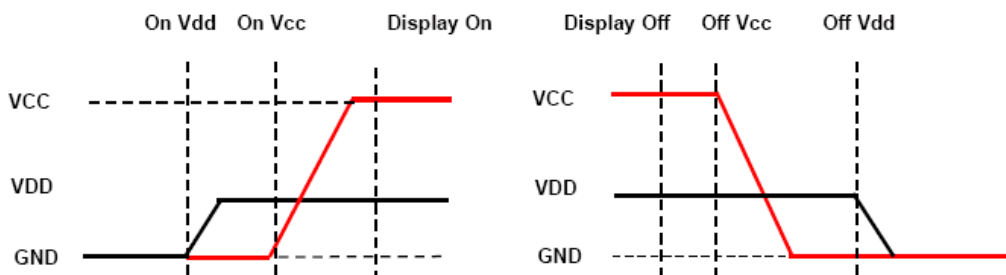 On Vdd On Vcc Display On Display Off Off Vcc Off Vdd
VCC VCC
VDD VDD
GND GND